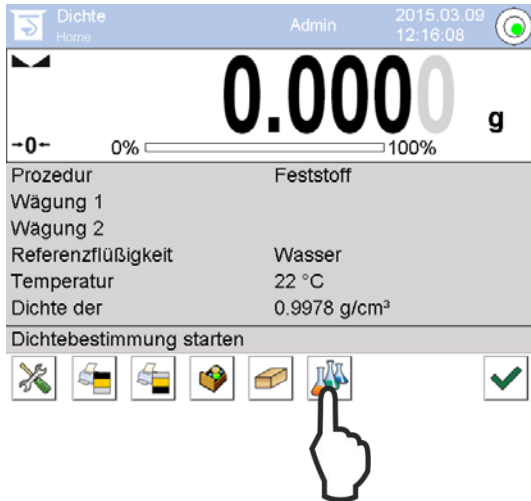 Dichte
Home
Admin
2015.03.09
12:16:08
0.0000 g
→0←
0% 100%
Prozedur Feststoff
Wägung 1
Wägung 2
Referenzflüßigkeit Wasser
Temperatur 22 °C
Dichte der 0.9978 g/cm³
Dichtebestimmung starten